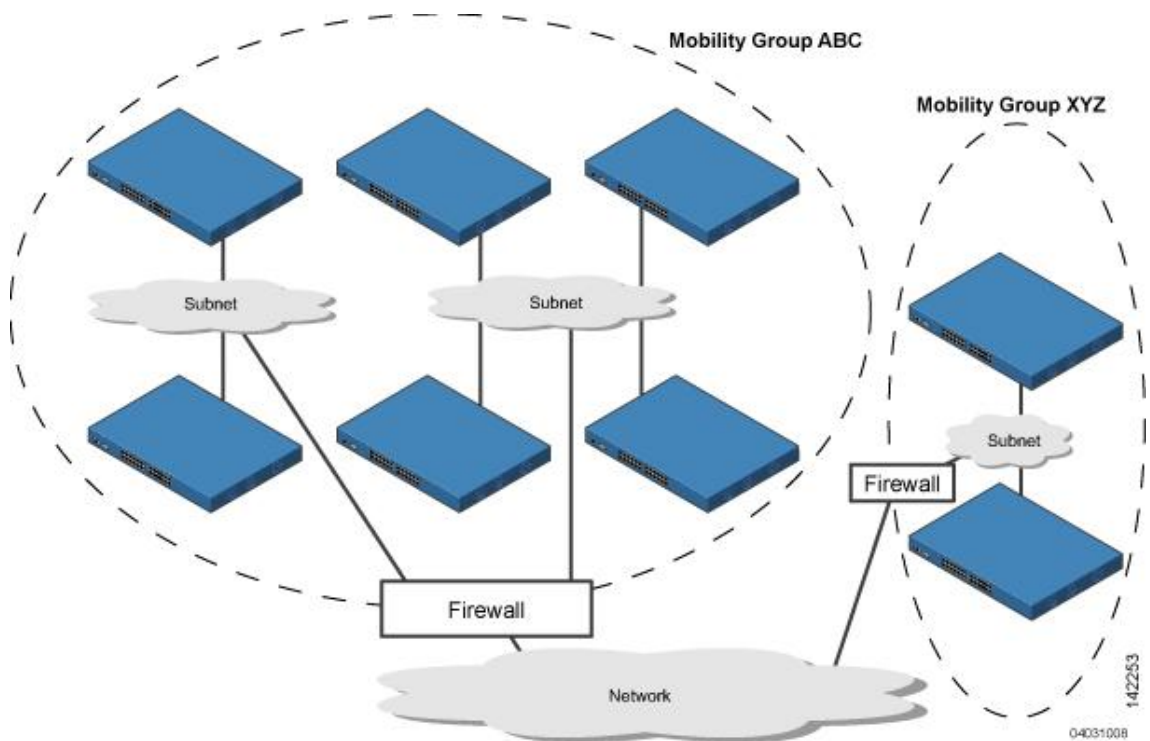 Mobility Group ABC
Mobility Group XYZ
Subnet
Subnet
Subnet
Firewall
Firewall
Network
142253
04031008